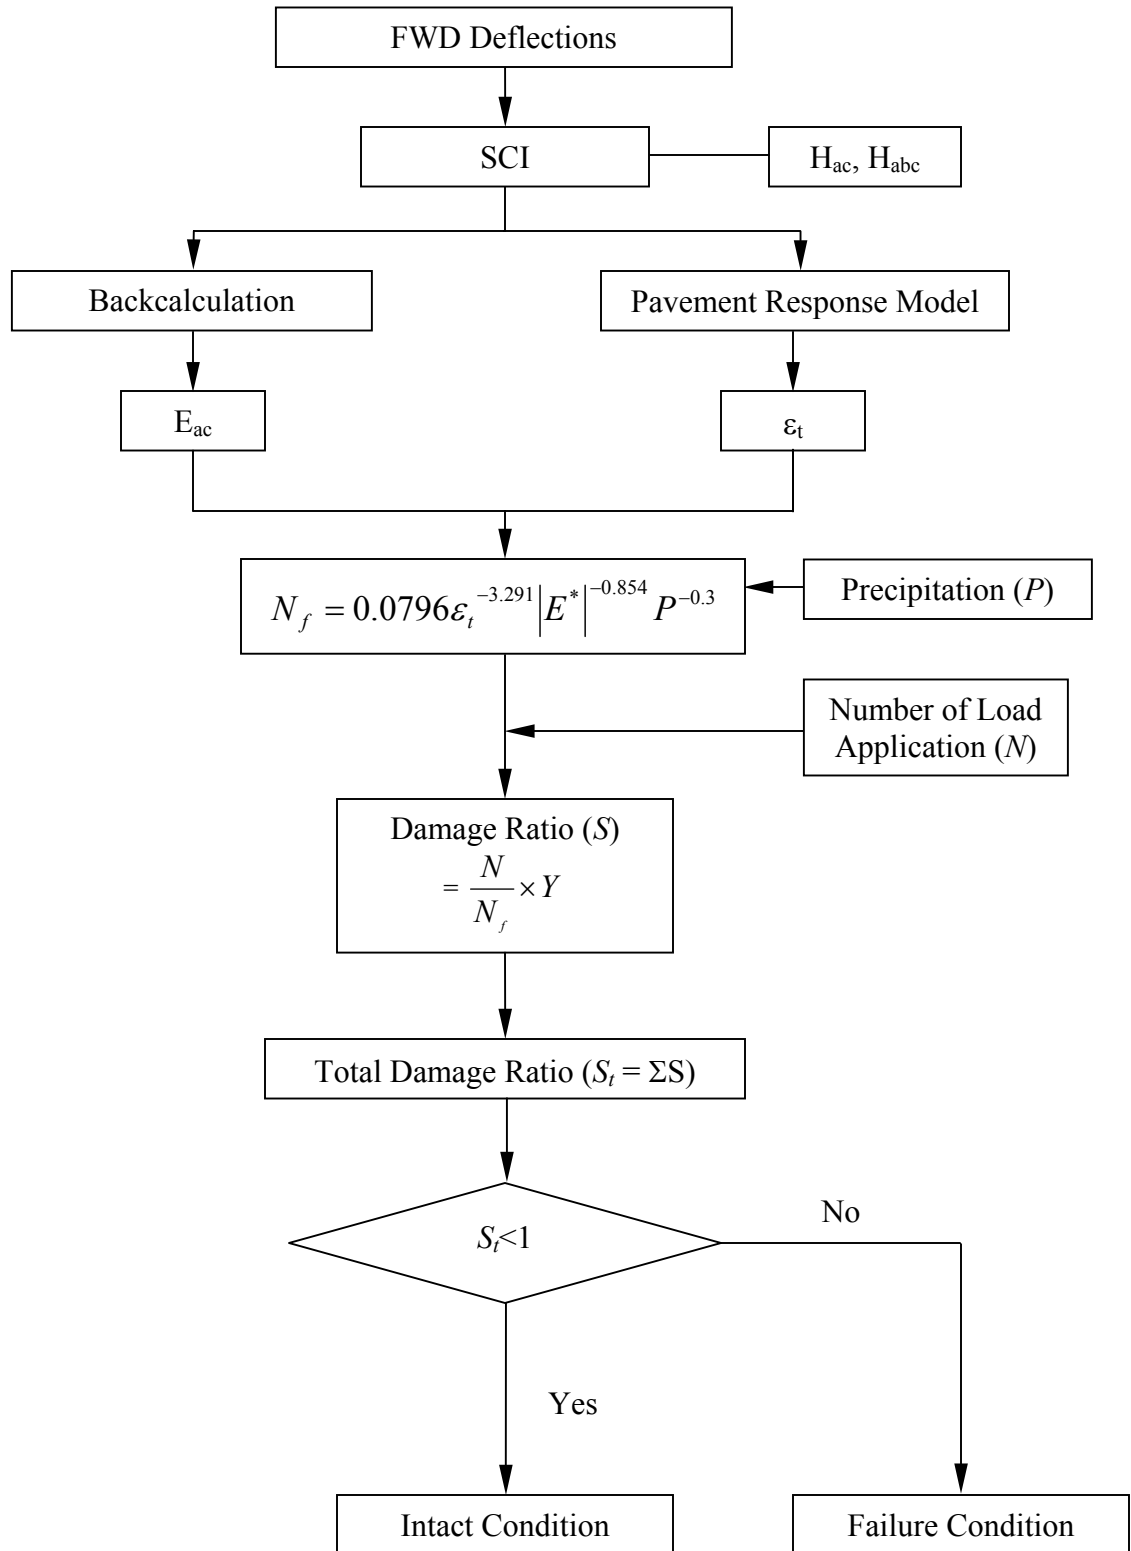 FWD Deflections
SCI
H_ac, H_abc
Backcalculation
Pavement Response Model
E_ac
ε_t
N_f = 0.0796ε_t^-3.291 |E^*|^-0.854 P^-0.3
Precipitation (P)
Number of Load
Application (N)
Damage Ratio (S)
= N/N_f × Y
Total Damage Ratio (S_t = ΣS)
S_t<1
No
Yes
Intact Condition
Failure Condition